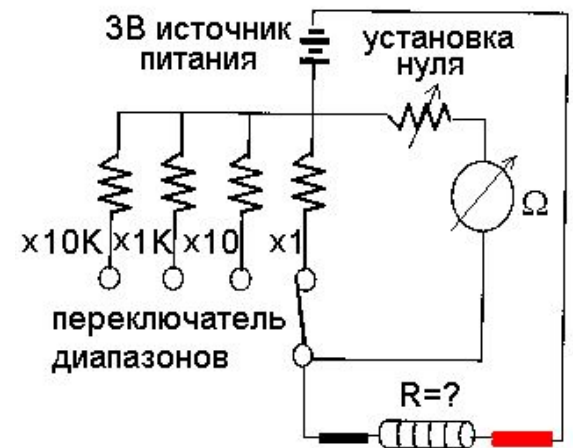 3В источник
питания
установка
нуля
x10K x1K x10 x1
Ω
переключатель
диапазонов
R=?